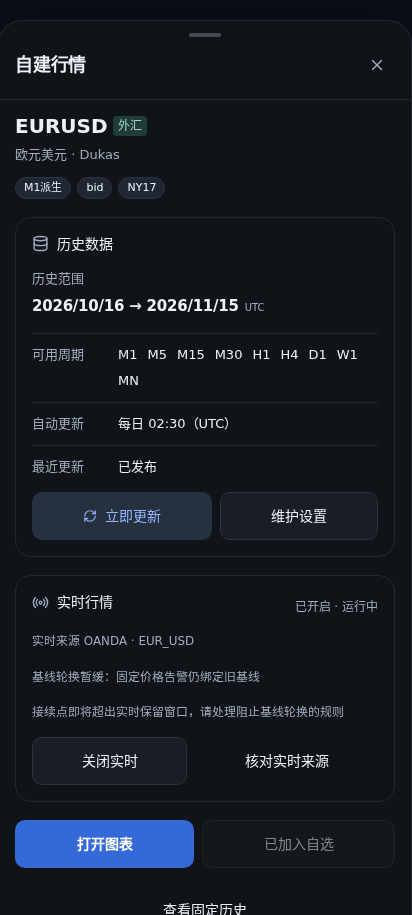 自建行情
EURUSD 外汇
欧元美元 · Dukas
M1派生 bid NY17
历史数据
历史范围
2026/10/16 → 2026/11/15 UTC
可用周期 M1 M5 M15 M30 H1 H4 D1 W1
MN
自动更新 每日 02:30（UTC）
最近更新 已发布
立即更新 维护设置
实时行情 已开启 · 运行中
实时来源 OANDA · EUR_USD
基线轮换暂缓：固定价格告警仍绑定旧基线
接续点即将超出实时保留窗口，请处理阻止基线轮换的规则
关闭实时 核对实时来源
打开图表 已加入自选
查看固定历史